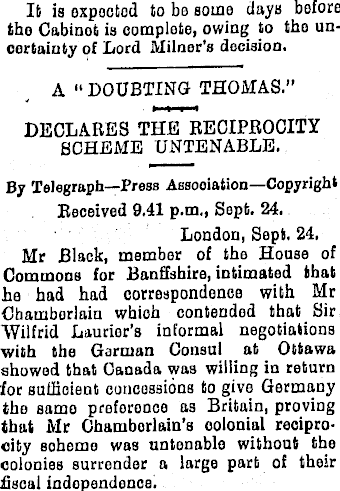 It is expected to be some days before
the Cabinet is complete, owing to the un-
certainty of Lord Milner's decision.
A "DOUBTING THOMAS."
DECLARES THE RECIPROCITY
SCHEME UNTENABLE.
By Telegraph—Press Association—Copyright
Received 9.41 p.m., Sept. 24.
London, Sept. 24.
Mr Black, member of the House of
Commons for Banffshire, intimated that
he had had correspondence with Mr
Chamberlain which contended that Sir
Wilfrid Laurier's informal negotiations
with the German Consul at Ottawa
showed that Canada was willing in return
for sufficient concessions to give Germany
the same preference as Britain, proving
that Mr Chamberlain's colonial recipro-
city scheme was untenable without the
colonies surrender a large part of their
fiscal independence.